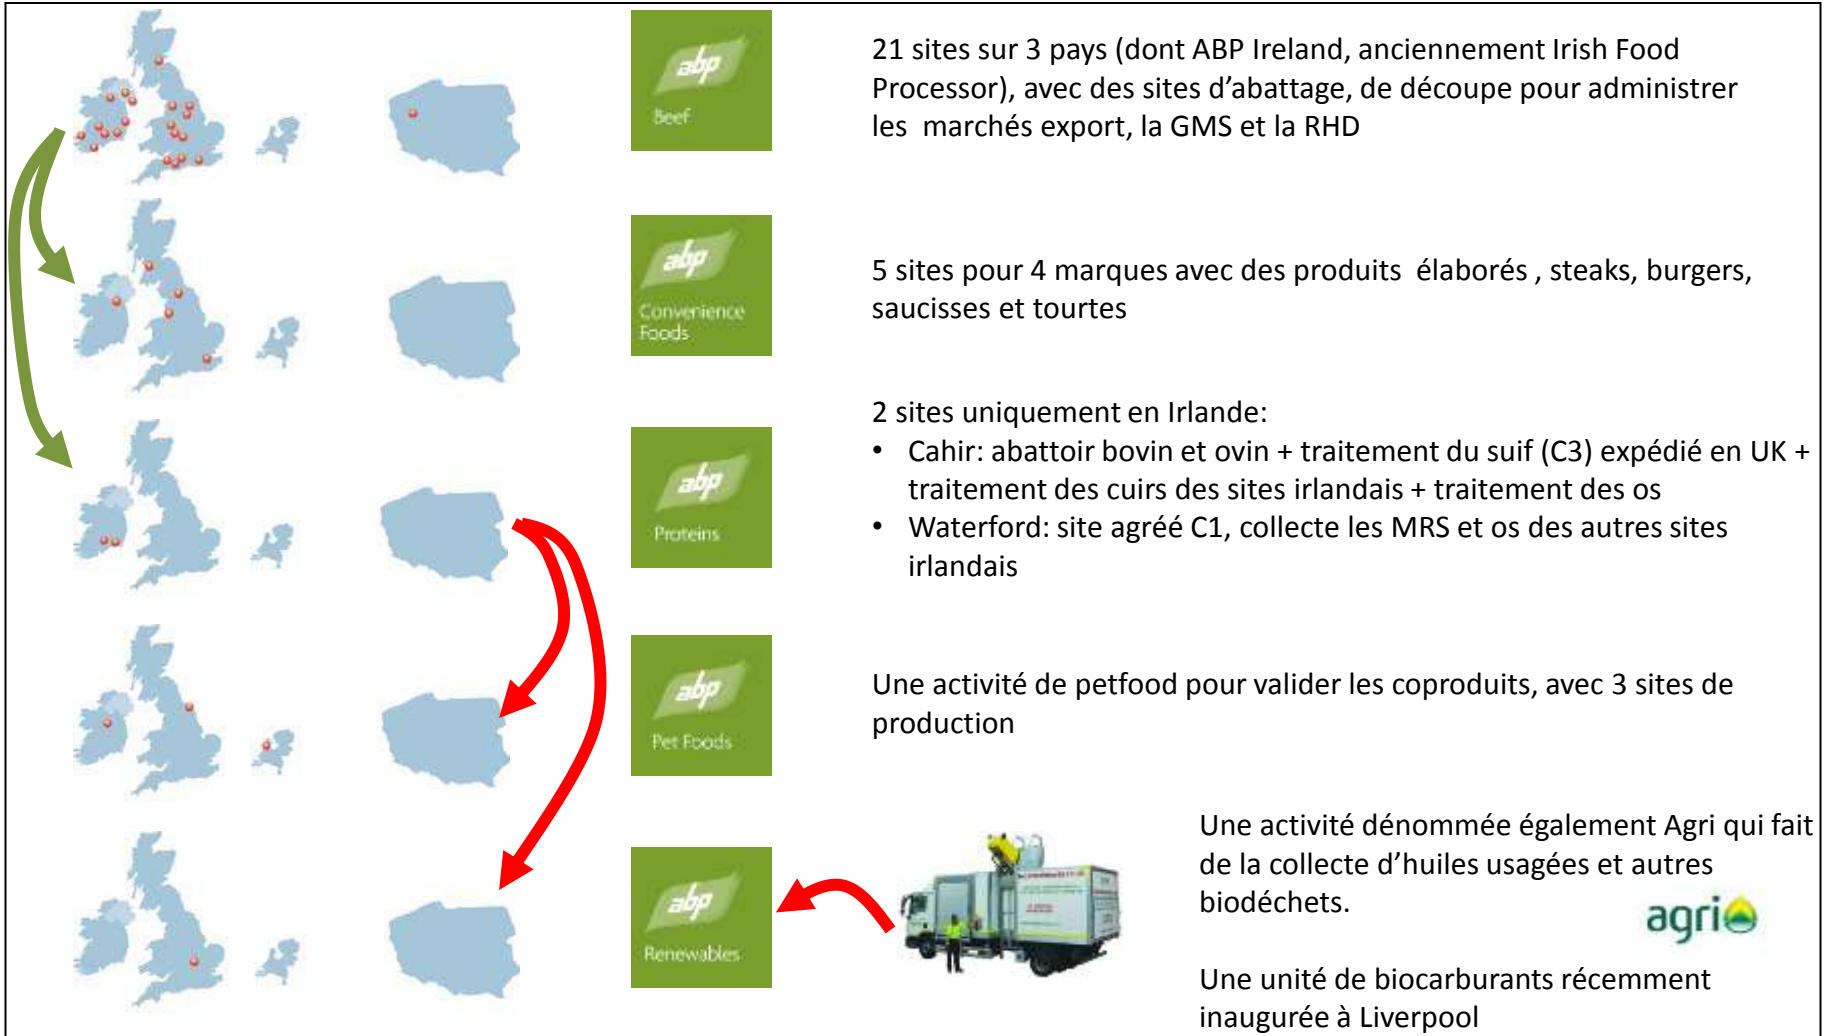 abp
Beef
21 sites sur 3 pays (dont ABP Ireland, anciennement Irish Food
Processor), avec des sites d'abattage, de découpe pour administrer
les marchés export, la GMS et la RHD
abp
Convenience
Foods
5 sites pour 4 marques avec des produits élaborés , steaks, burgers,
saucisses et tourtes
abp
Proteins
2 sites uniquement en Irlande:
• Cahir: abattoir bovin et ovin + traitement du suif (C3) expédié en UK +
traitement des cuirs des sites irlandais + traitement des os
• Waterford: site agréé C1, collecte les MRS et os des autres sites
irlandais
abp
Pet Foods
Une activité de petfood pour valider les coproduits, avec 3 sites de
production
abp
Renewables
Une activité dénommée également Agri qui fait
de la collecte d'huiles usagées et autres
biodéchets.
agri
Une unité de biocarburants récemment
inaugurée à Liverpool